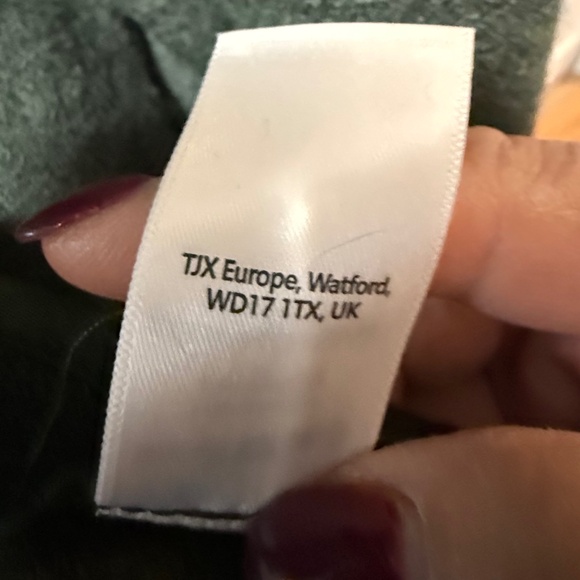 TJX Europe, Watford,
WD17 1TX, UK